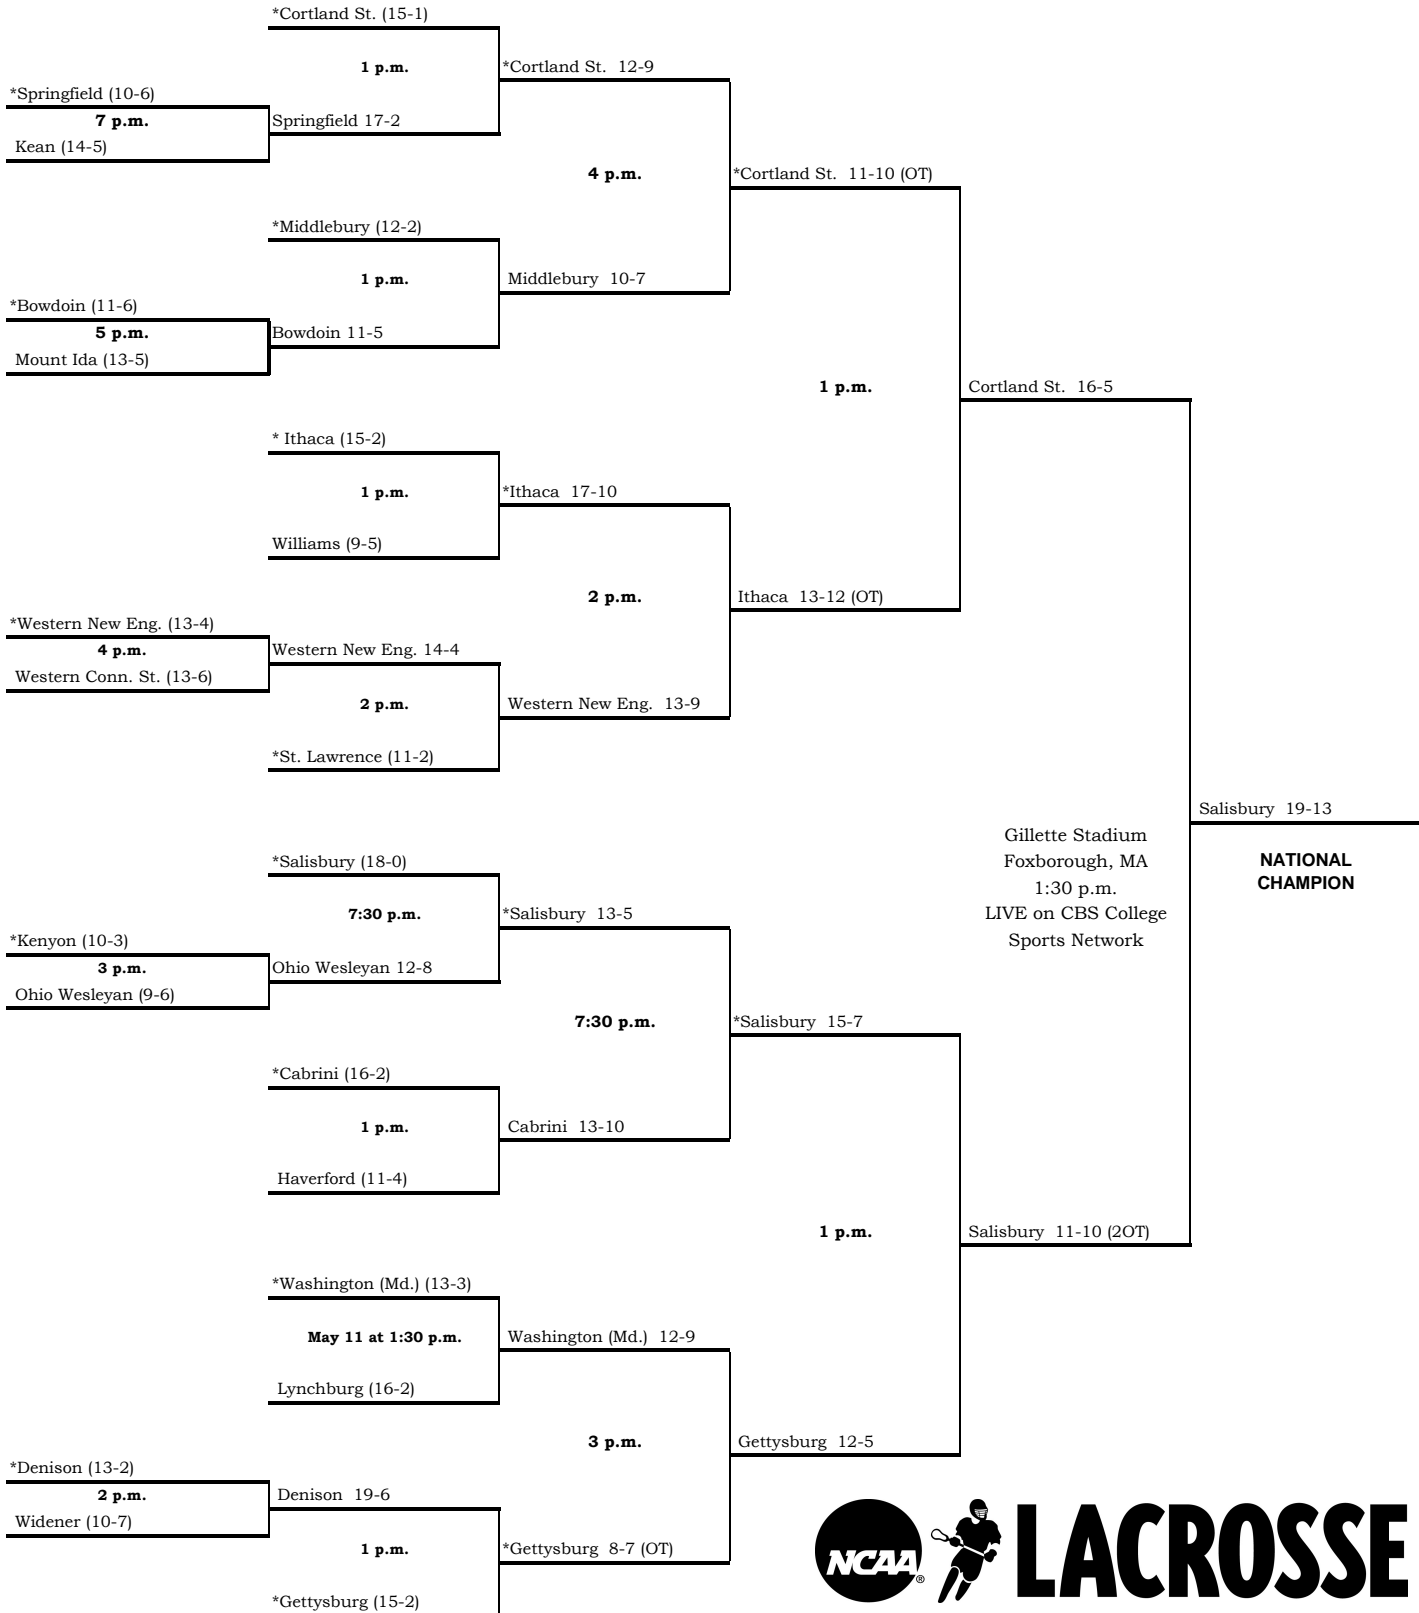 *Cortland St. (15-1)
1 p.m.
*Cortland St. 12-9
*Springfield (10-6)
7 p.m.
Springfield 17-2
Kean (14-5)
4 p.m.
*Cortland St. 11-10 (OT)
*Middlebury (12-2)
1 p.m.
Middlebury 10-7
*Bowdoin (11-6)
5 p.m.
Bowdoin 11-5
Mount Ida (13-5)
1 p.m.
Cortland St. 16-5
* Ithaca (15-2)
1 p.m.
*Ithaca 17-10
Williams (9-5)
2 p.m.
Ithaca 13-12 (OT)
*Western New Eng. (13-4)
4 p.m.
Western New Eng. 14-4
Western Conn. St. (13-6)
2 p.m.
Western New Eng. 13-9
*St. Lawrence (11-2)
Salisbury 19-13
Gillette Stadium
Foxborough, MA
1:30 p.m.
LIVE on CBS College
Sports Network
NATIONAL
CHAMPION
*Salisbury (18-0)
7:30 p.m.
*Salisbury 13-5
*Kenyon (10-3)
3 p.m.
Ohio Wesleyan 12-8
Ohio Wesleyan (9-6)
7:30 p.m.
*Salisbury 15-7
*Cabrini (16-2)
1 p.m.
Cabrini 13-10
Haverford (11-4)
1 p.m.
Salisbury 11-10 (2OT)
*Washington (Md.) (13-3)
May 11 at 1:30 p.m.
Washington (Md.) 12-9
Lynchburg (16-2)
3 p.m.
Gettysburg 12-5
*Denison (13-2)
2 p.m.
Denison 19-6
Widener (10-7)
1 p.m.
*Gettysburg 8-7 (OT)
*Gettysburg (15-2)
NCAA®
LACROSSE